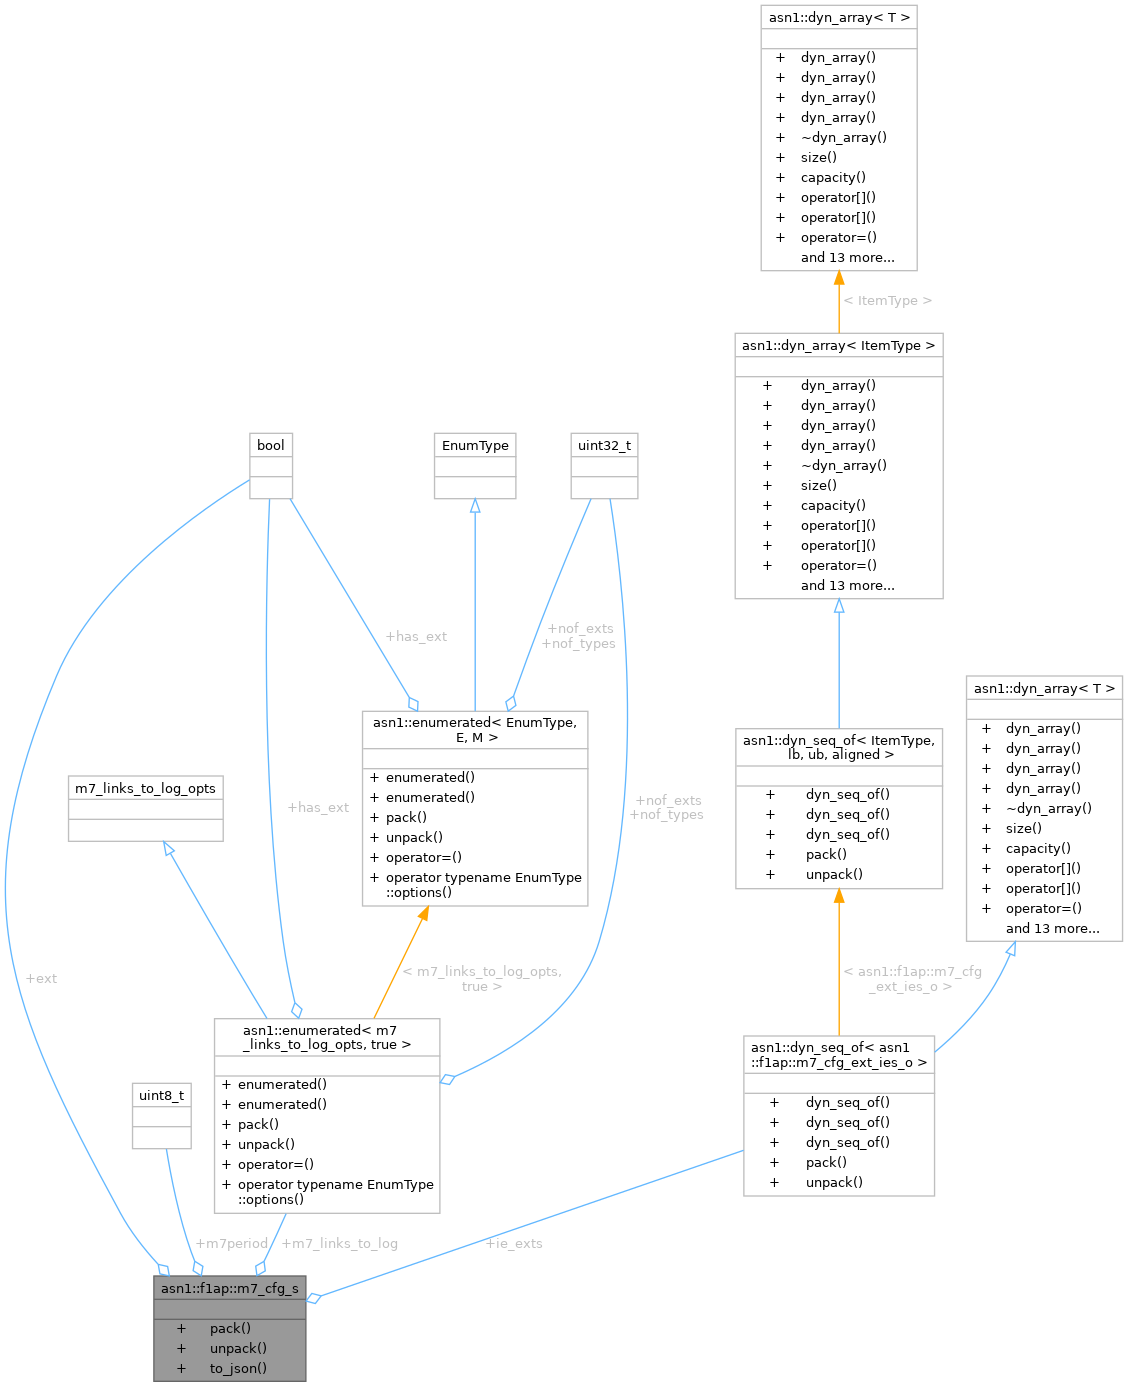 asn1::dyn_array< T >
+ dyn_array()
+ dyn_array()
+ dyn_array()
+ dyn_array()
+ ~dyn_array()
+ size()
+ capacity()
+ operator[]()
+ operator[]()
+ operator=()
and 13 more...
< ItemType >
asn1::dyn_array< ItemType >
+ dyn_array()
+ dyn_array()
+ dyn_array()
+ dyn_array()
+ ~dyn_array()
+ size()
+ capacity()
+ operator[]()
+ operator[]()
+ operator=()
and 13 more...
bool
EnumType
uint32_t
+has_ext
+nof_exts
+nof_types
asn1::dyn_array< T >
+ dyn_array()
+ dyn_array()
+ dyn_array()
+ dyn_array()
+ ~dyn_array()
+ size()
+ capacity()
+ operator[]()
+ operator[]()
+ operator=()
and 13 more...
asn1::enumerated< EnumType,
E, M >
+ enumerated()
+ enumerated()
+ pack()
+ unpack()
+ operator=()
+ operator typename EnumType
::options()
asn1::dyn_seq_of< ItemType,
lb, ub, aligned >
+ dyn_seq_of()
+ dyn_seq_of()
+ dyn_seq_of()
+ pack()
+ unpack()
m7_links_to_log_opts
+has_ext
+nof_exts
+nof_types
+ext
< m7_links_to_log_opts,
true >
< asn1::f1ap::m7_cfg
_ext_ies_o >
asn1::enumerated< m7
_links_to_log_opts, true >
+ enumerated()
+ enumerated()
+ pack()
+ unpack()
+ operator=()
+ operator typename EnumType
::options()
asn1::dyn_seq_of< asn1
::f1ap::m7_cfg_ext_ies_o >
+ dyn_seq_of()
+ dyn_seq_of()
+ dyn_seq_of()
+ pack()
+ unpack()
uint8_t
+m7period
+m7_links_to_log
+ie_exts
asn1::f1ap::m7_cfg_s
+ pack()
+ unpack()
+ to_json()